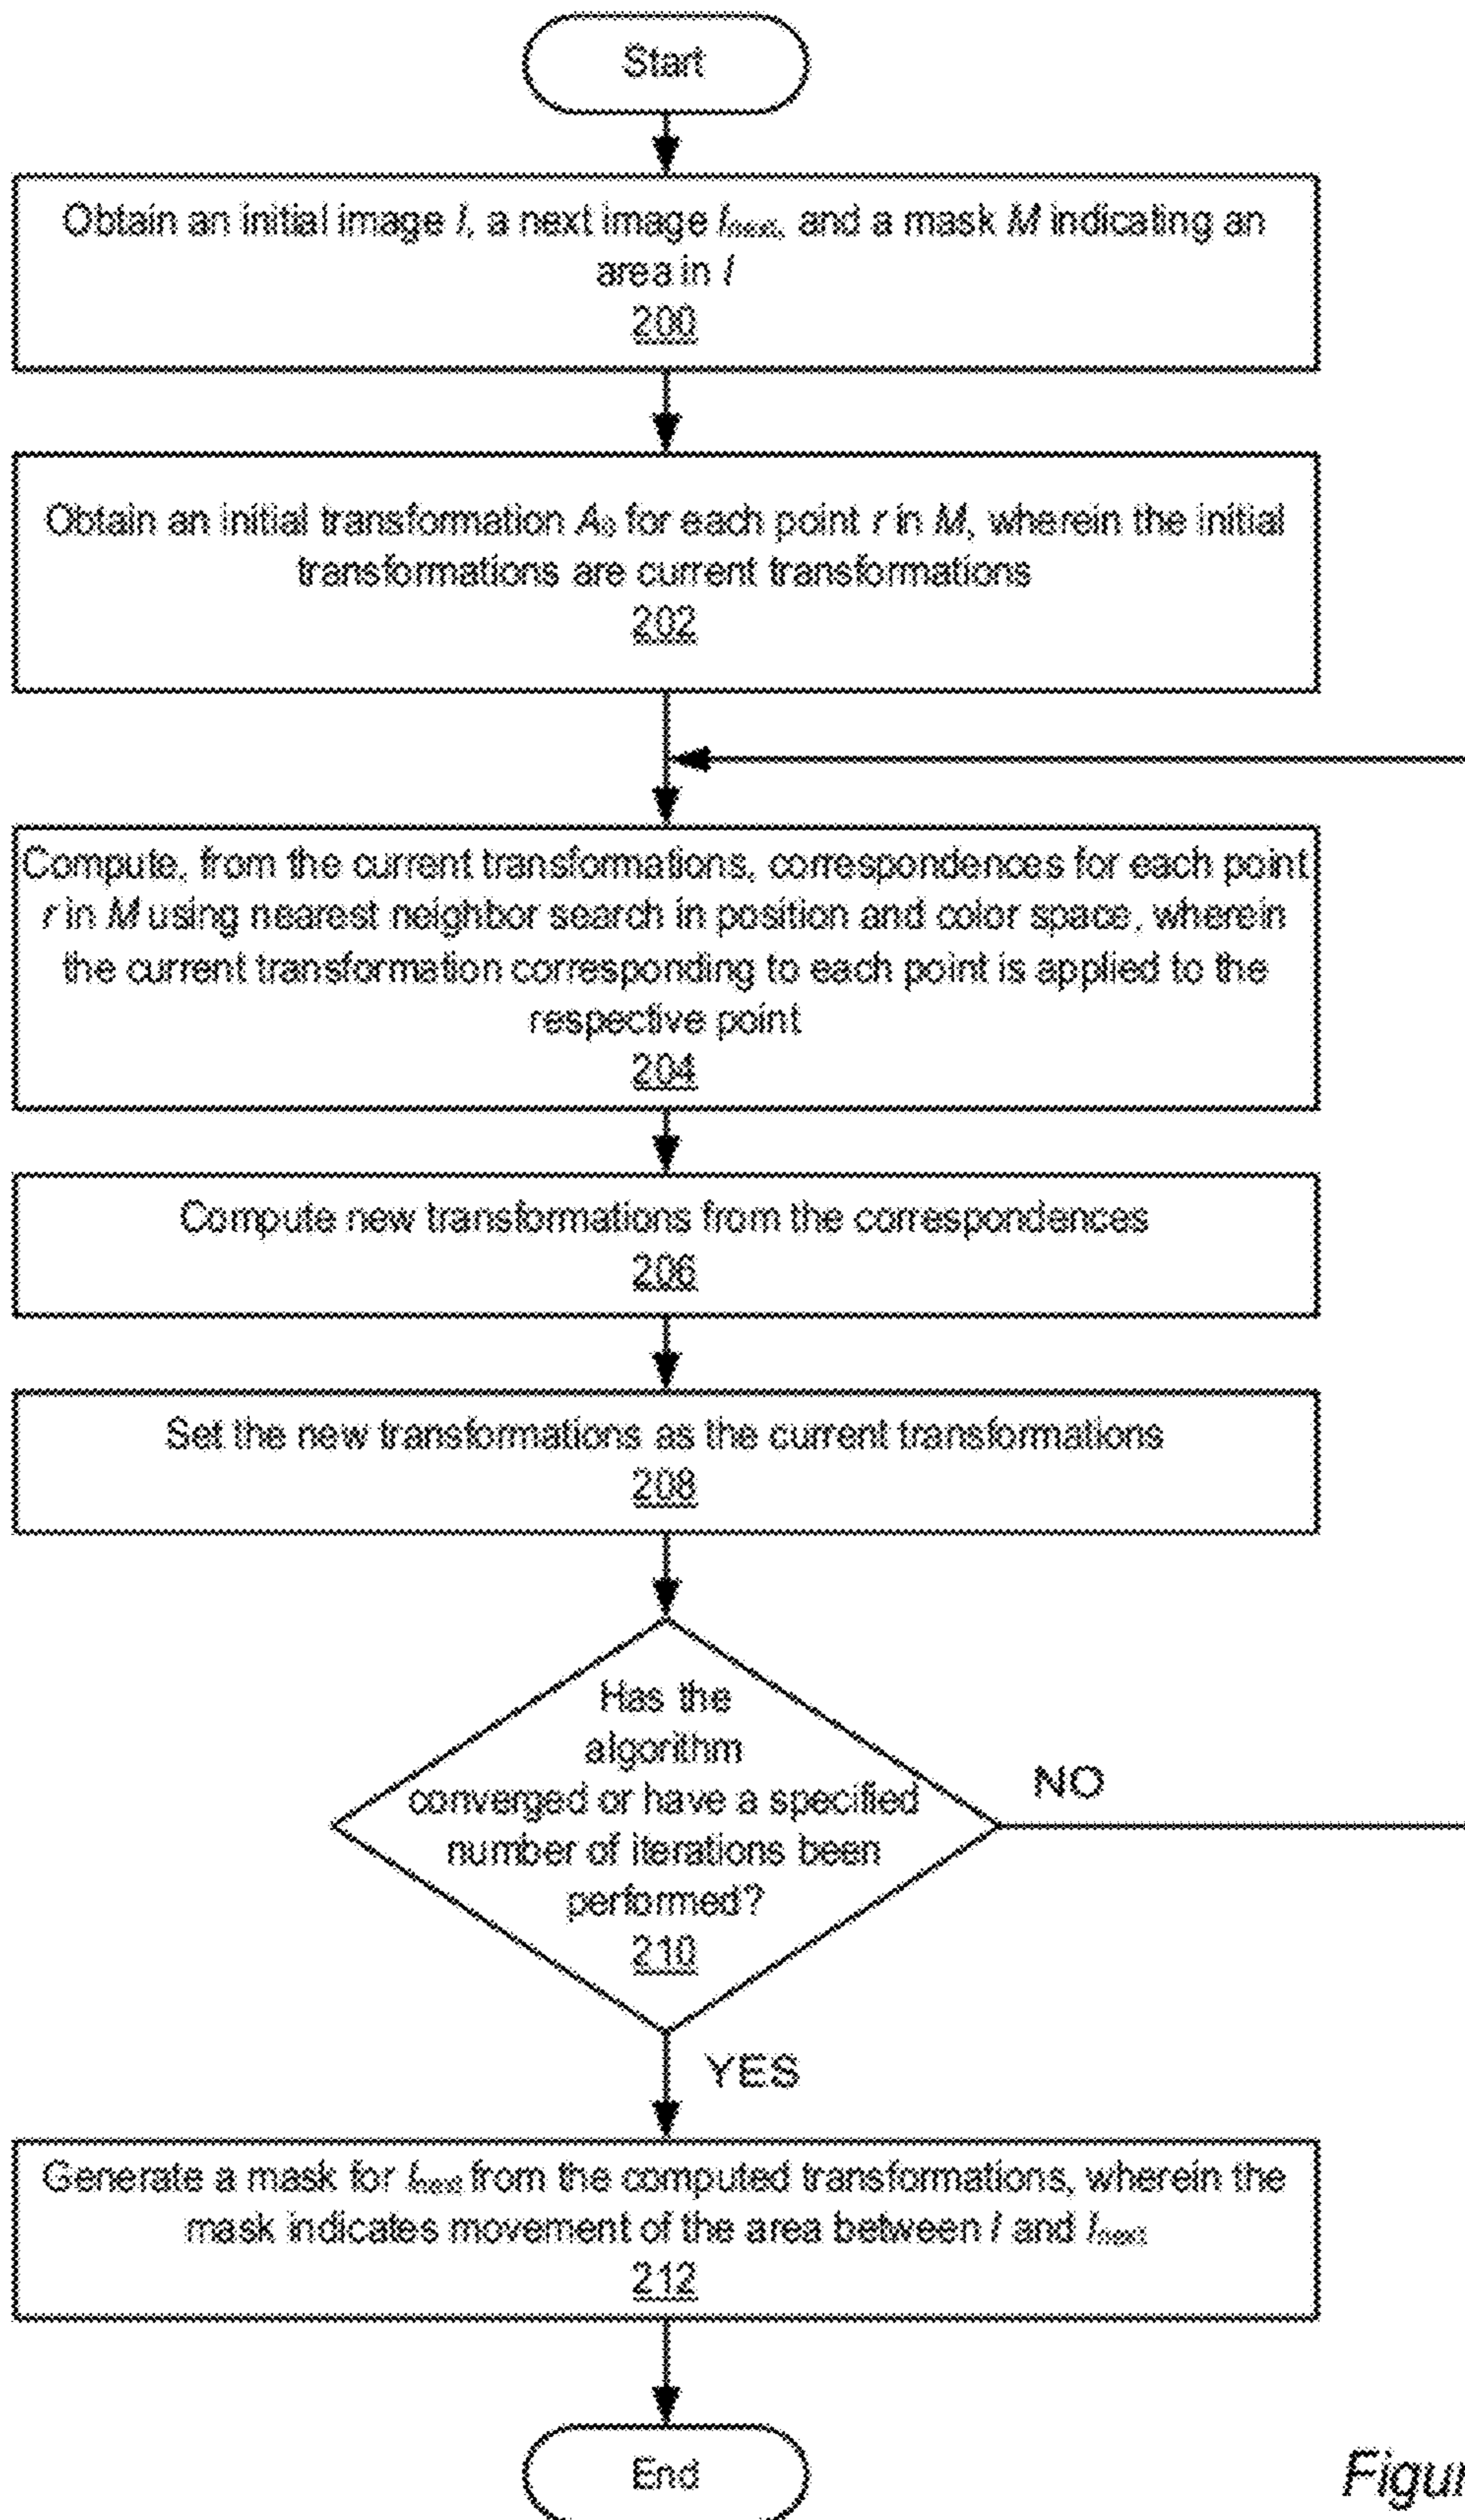 Start
Obtain an initial image I, a next image Inext, and a mask M indicating an
area in I
200
Obtain an initial transformation A0 for each point r in M, wherein the initial
transformations are current transformations
202
Compute, from the current transformations, correspondences for each point
r in M using nearest neighbor search in position and color space, wherein
the current transformation corresponding to each point is applied to the
respective point
204
Compute new transformations from the correspondences
206
Set the new transformations as the current transformations
208
Has the
algorithm
converged or have a specified
number of iterations been
performed?
210
NO
YES
Generate a mask for Inext from the computed transformations, wherein the
mask indicates movement of the area between I and Inext
212
End
Figur